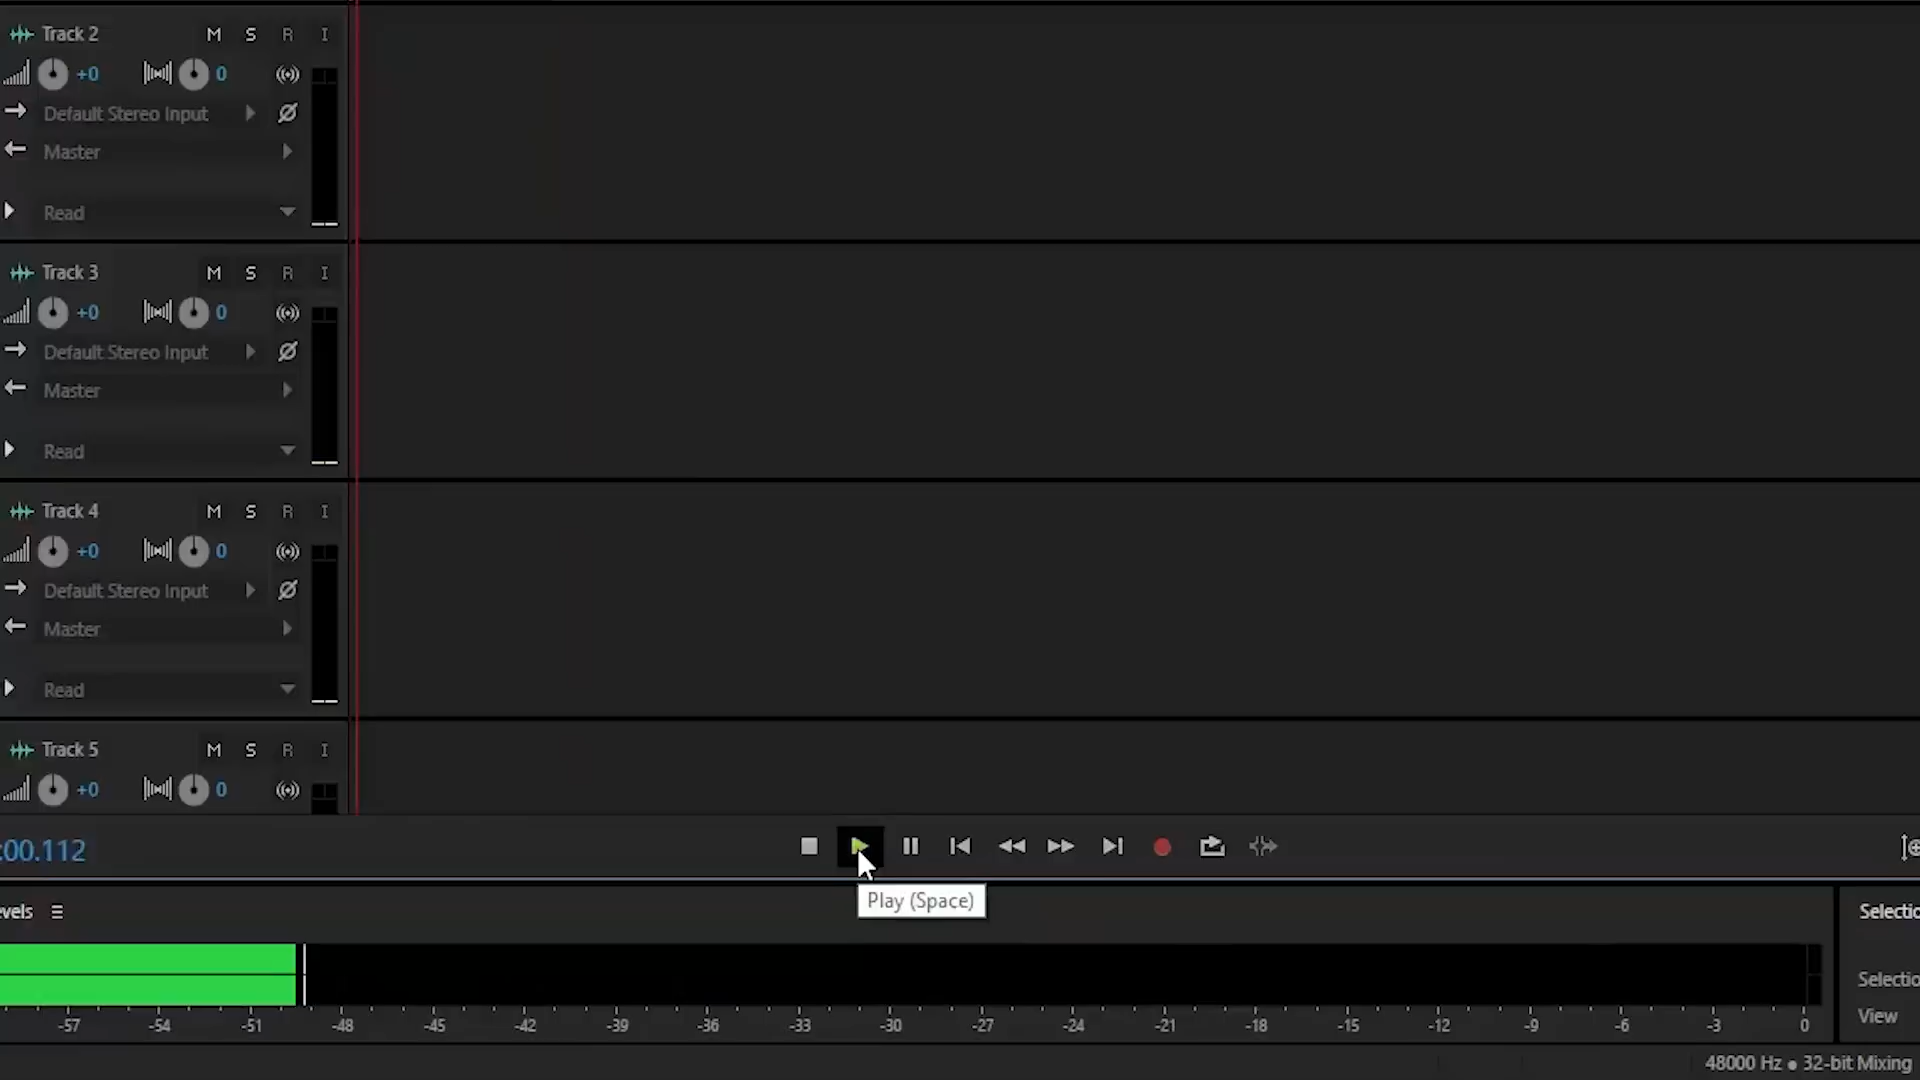 Track 2 M S R I
+0 0
Default Stereo Input
Master
Read
Track 3 M S R I
+0 0
Default Stereo Input
Master
Read
Track 4 M S R I
+0 0
Default Stereo Input
Master
Read
Track 5 M S R I
+0 0
:00.112
Play (Space)
evels
Selectio
-57 -54 -51 -48 -45 -42 -39 -36 -33 -30 -27 -24 -21 -18 -15 -12 -9 -6 -3 0
Selectio
View
48000 Hz ● 32-bit Mixing